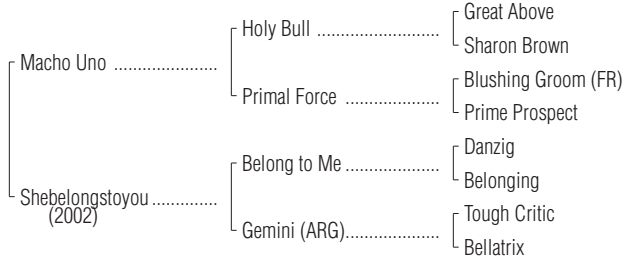 Great Above
Holy Bull ........................
Sharon Brown
Macho Uno ....................
Blushing Groom (FR)
Primal Force ..................
Prime Prospect
Danzig
Belong to Me ..................
Belonging
Shebelongstoyou .............
(2002)
Tough Critic
Gemini (ARG)..................
Bellatrix